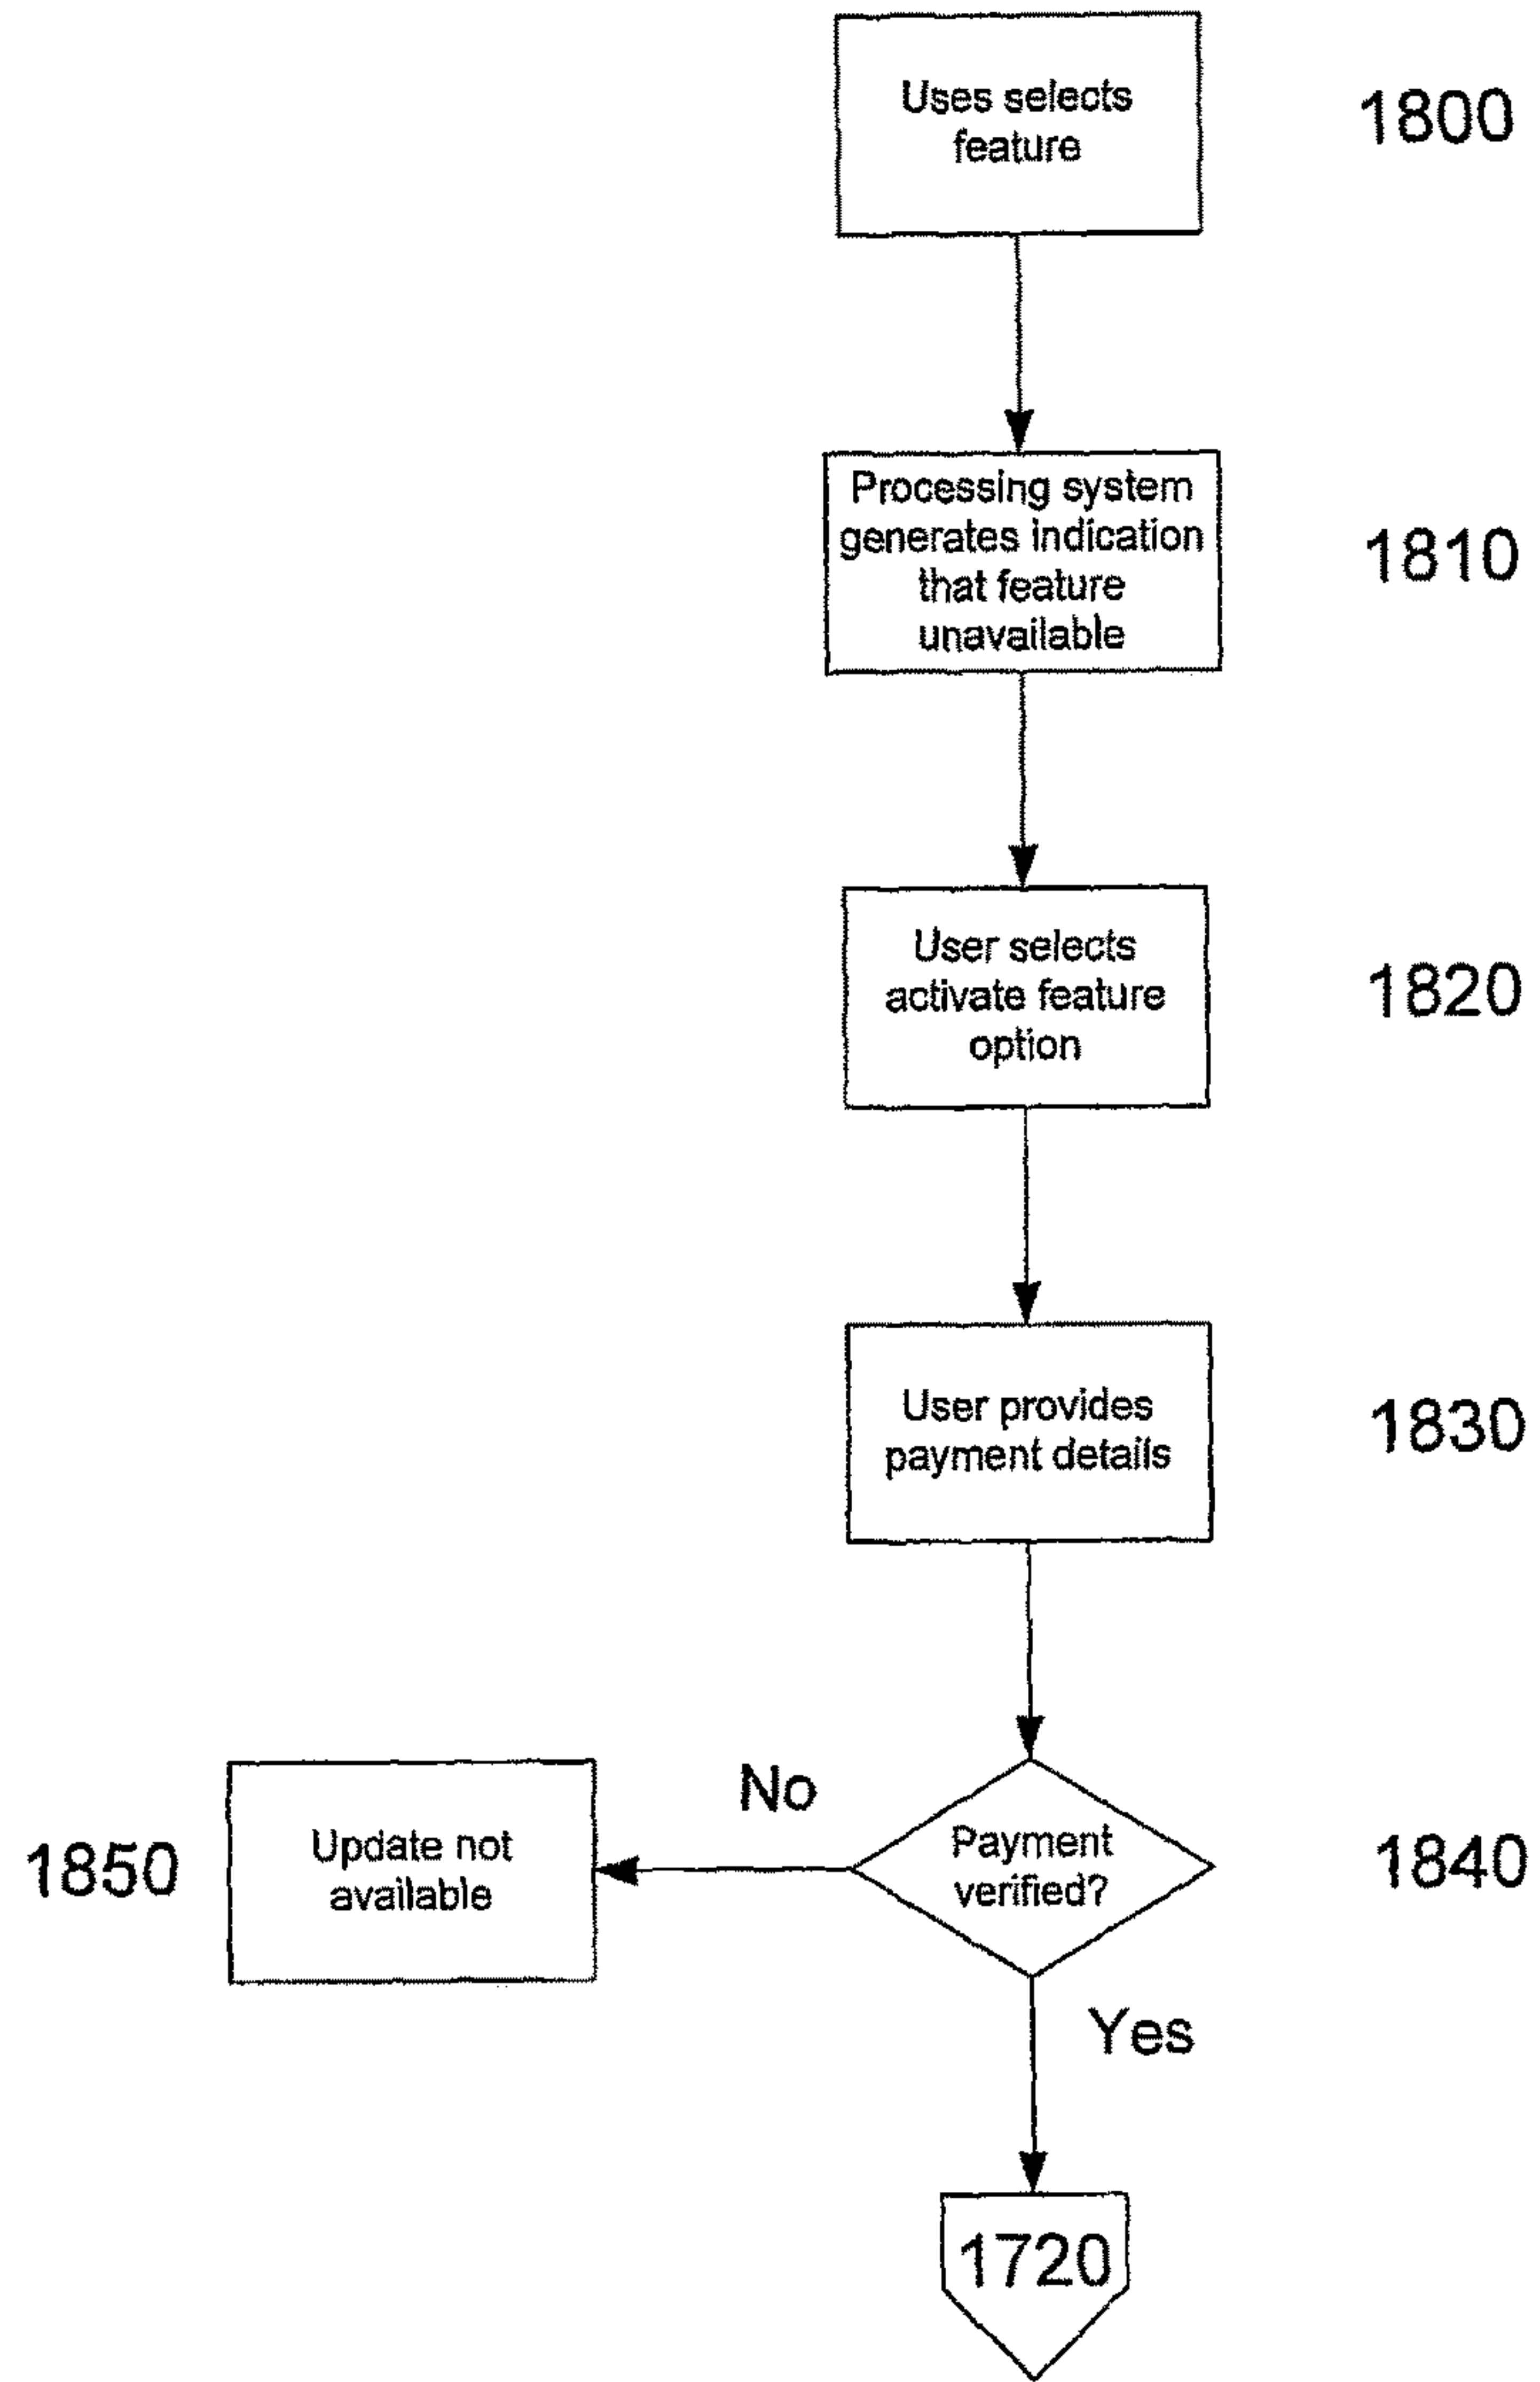 Uses selects
feature
1800
Processing system
generates indication
that feature
unavailable
1810
User selects
activate feature
option
1820
User provides
payment details
1830
No
Payment
verified?
1840
Update not
available
1850
Yes
1720